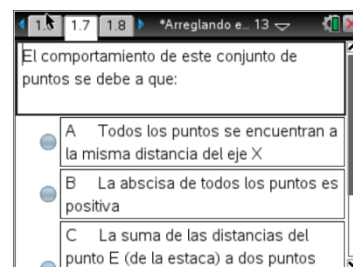 1.6 1.7 1.8 *Arreglando e... 13
El comportamiento de este conjunto de
puntos se debe a que:
A Todos los puntos se encuentran a
la misma distancia del eje X
B La abscisa de todos los puntos es
positiva
C La suma de las distancias del
punto E (de la estaca) a dos puntos